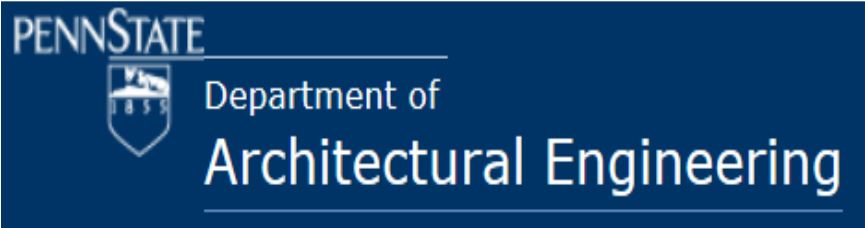 PENNSTATE
1855
Department of
Architectural Engineering